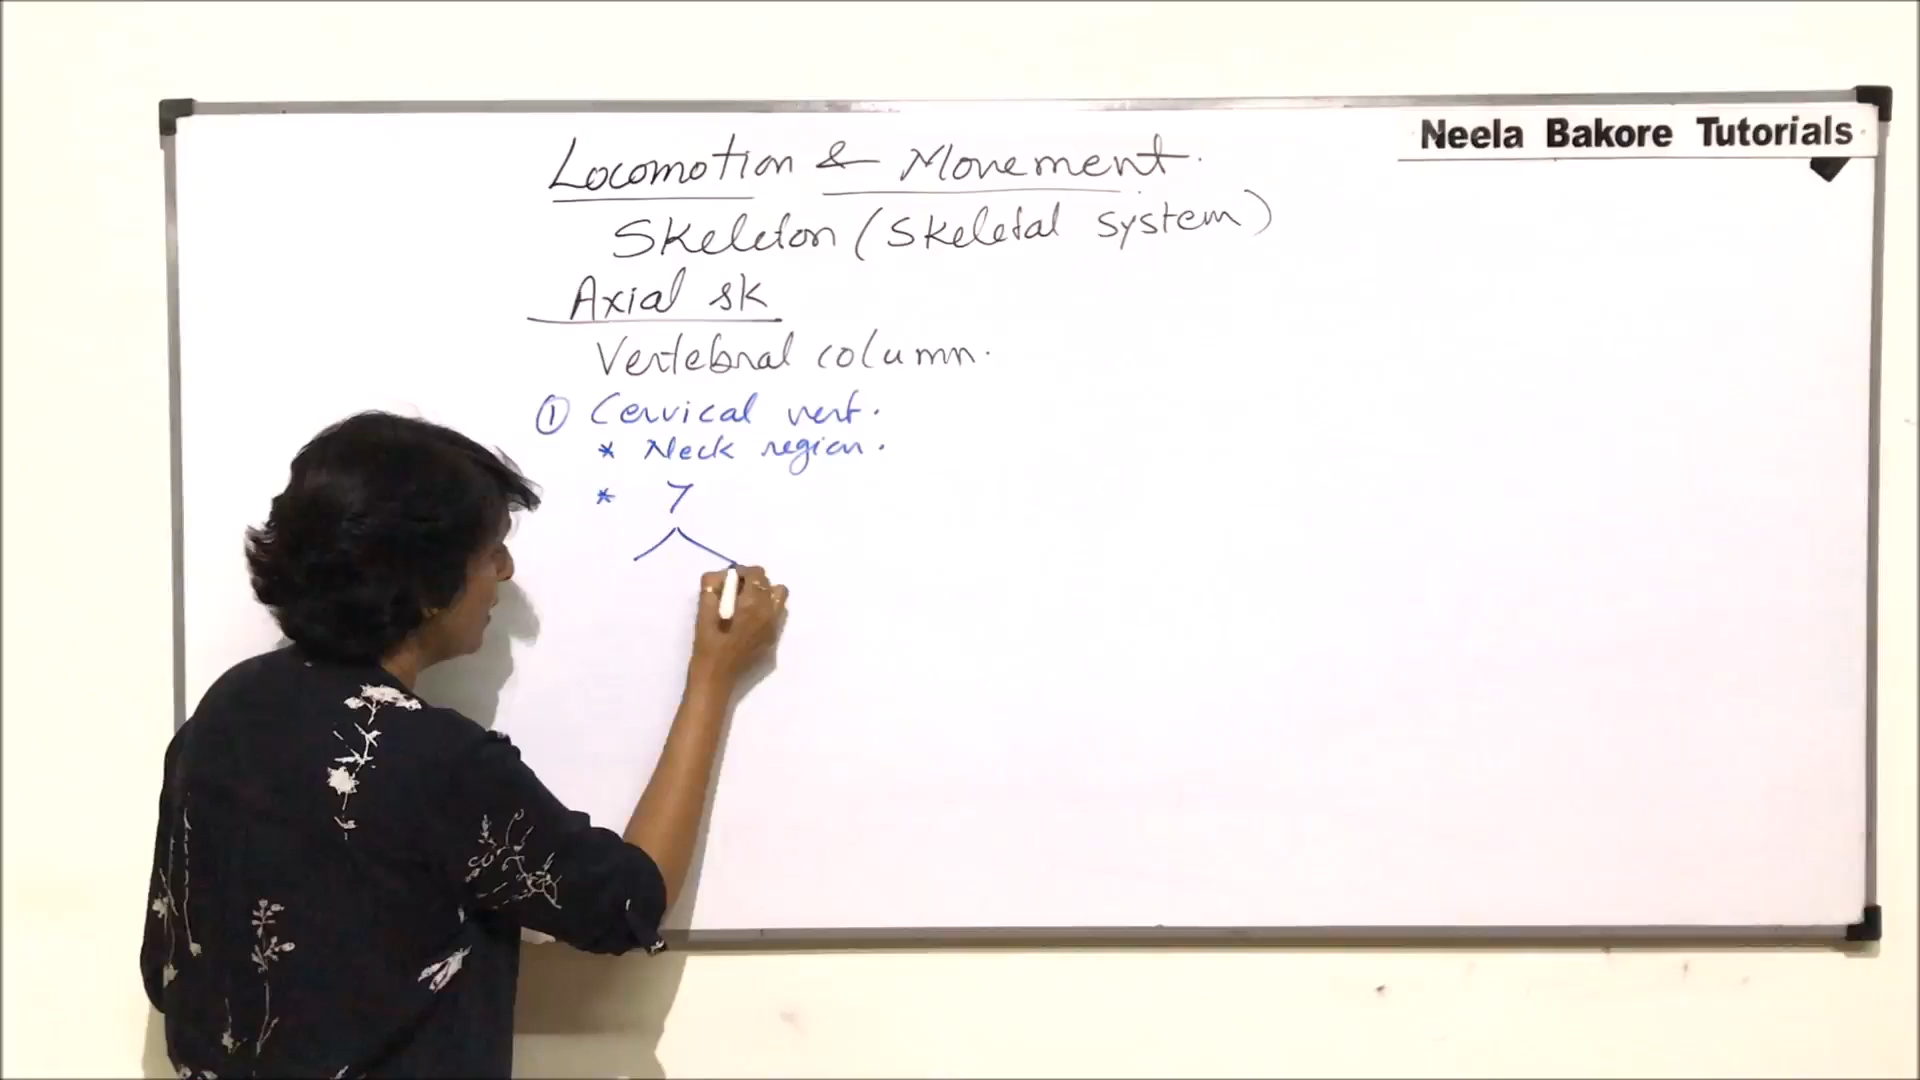 Neela Bakore Tutorials
Locomotion & Movement.
Skeleton (Skeletal system)
Axial sk
Vertebral column.
① Cervical vert.
* Neck region.
* 7